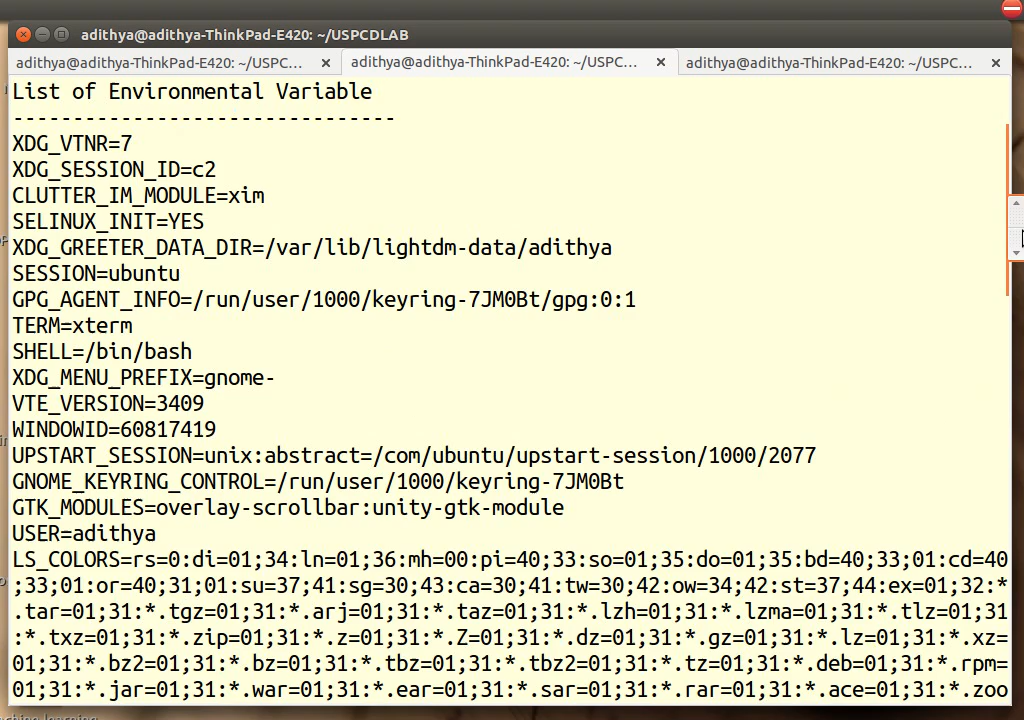 adithya@adithya-ThinkPad-E420: ~/USPCDLAB
adithya@adithya-ThinkPad-E420: ~/USPC... adithya@adithya-ThinkPad-E420: ~/USPC... adithya@adithya-ThinkPad-E420: ~/USPC...
List of Environmental Variable
--------------------------------
XDG_VTNR=7
XDG_SESSION_ID=c2
CLUTTER_IM_MODULE=xim
SELINUX_INIT=YES
XDG_GREETER_DATA_DIR=/var/lib/lightdm-data/adithya
SESSION=ubuntu
GPG_AGENT_INFO=/run/user/1000/keyring-7JM0Bt/gpg:0:1
TERM=xterm
SHELL=/bin/bash
XDG_MENU_PREFIX=gnome-
VTE_VERSION=3409
WINDOWID=60817419
UPSTART_SESSION=unix:abstract=/com/ubuntu/upstart-session/1000/2077
GNOME_KEYRING_CONTROL=/run/user/1000/keyring-7JM0Bt
GTK_MODULES=overlay-scrollbar:unity-gtk-module
USER=adithya
LS_COLORS=rs=0:di=01;34:ln=01;36:mh=00:pi=40;33:so=01;35:do=01;35:bd=40;33;01:cd=40
;33;01:or=40;31;01:su=37;41:sg=30;43:ca=30;41:tw=30;42:ow=34;42:st=37;44:ex=01;32:*
.tar=01;31:*.tgz=01;31:*.arj=01;31:*.taz=01;31:*.lzh=01;31:*.lzma=01;31:*.tlz=01;31
:*.txz=01;31:*.zip=01;31:*.z=01;31:*.Z=01;31:*.dz=01;31:*.gz=01;31:*.lz=01;31:*.xz=
01;31:*.bz2=01;31:*.bz=01;31:*.tbz=01;31:*.tbz2=01;31:*.tz=01;31:*.deb=01;31:*.rpm=
01;31:*.jar=01;31:*.war=01;31:*.ear=01;31:*.sar=01;31:*.rar=01;31:*.ace=01;31:*.zoo